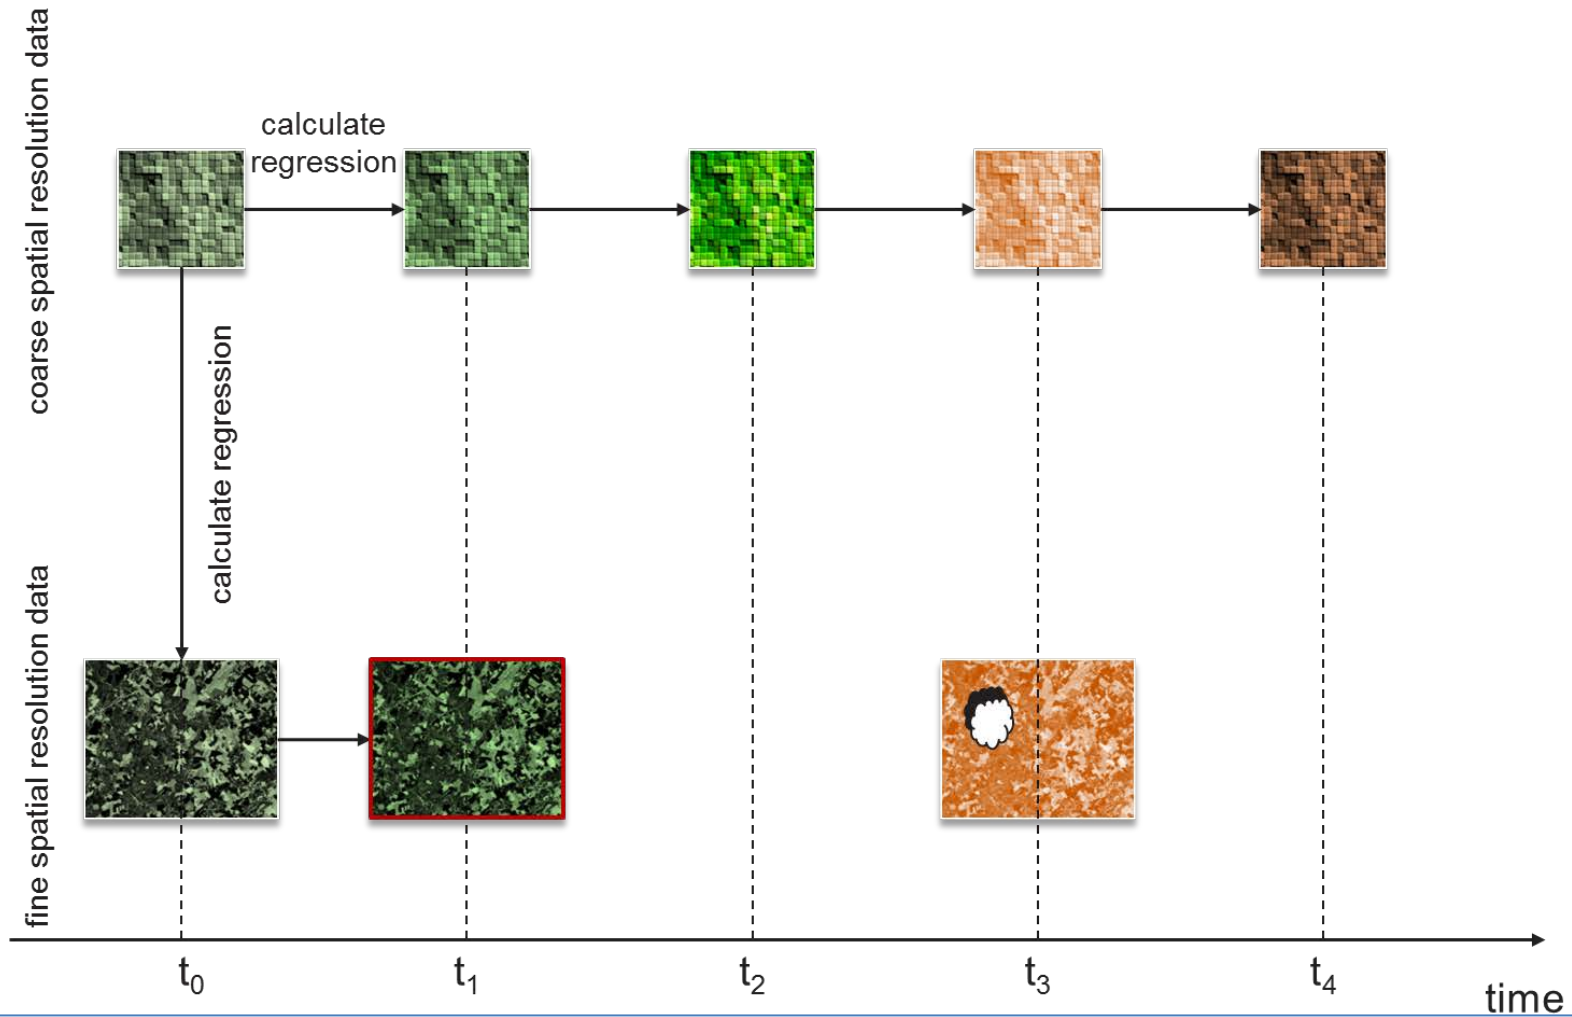 coarse spatial resolution data
calculate
regression
calculate regression
fine spatial resolution data
t0
t1
t2
t3
t4
time